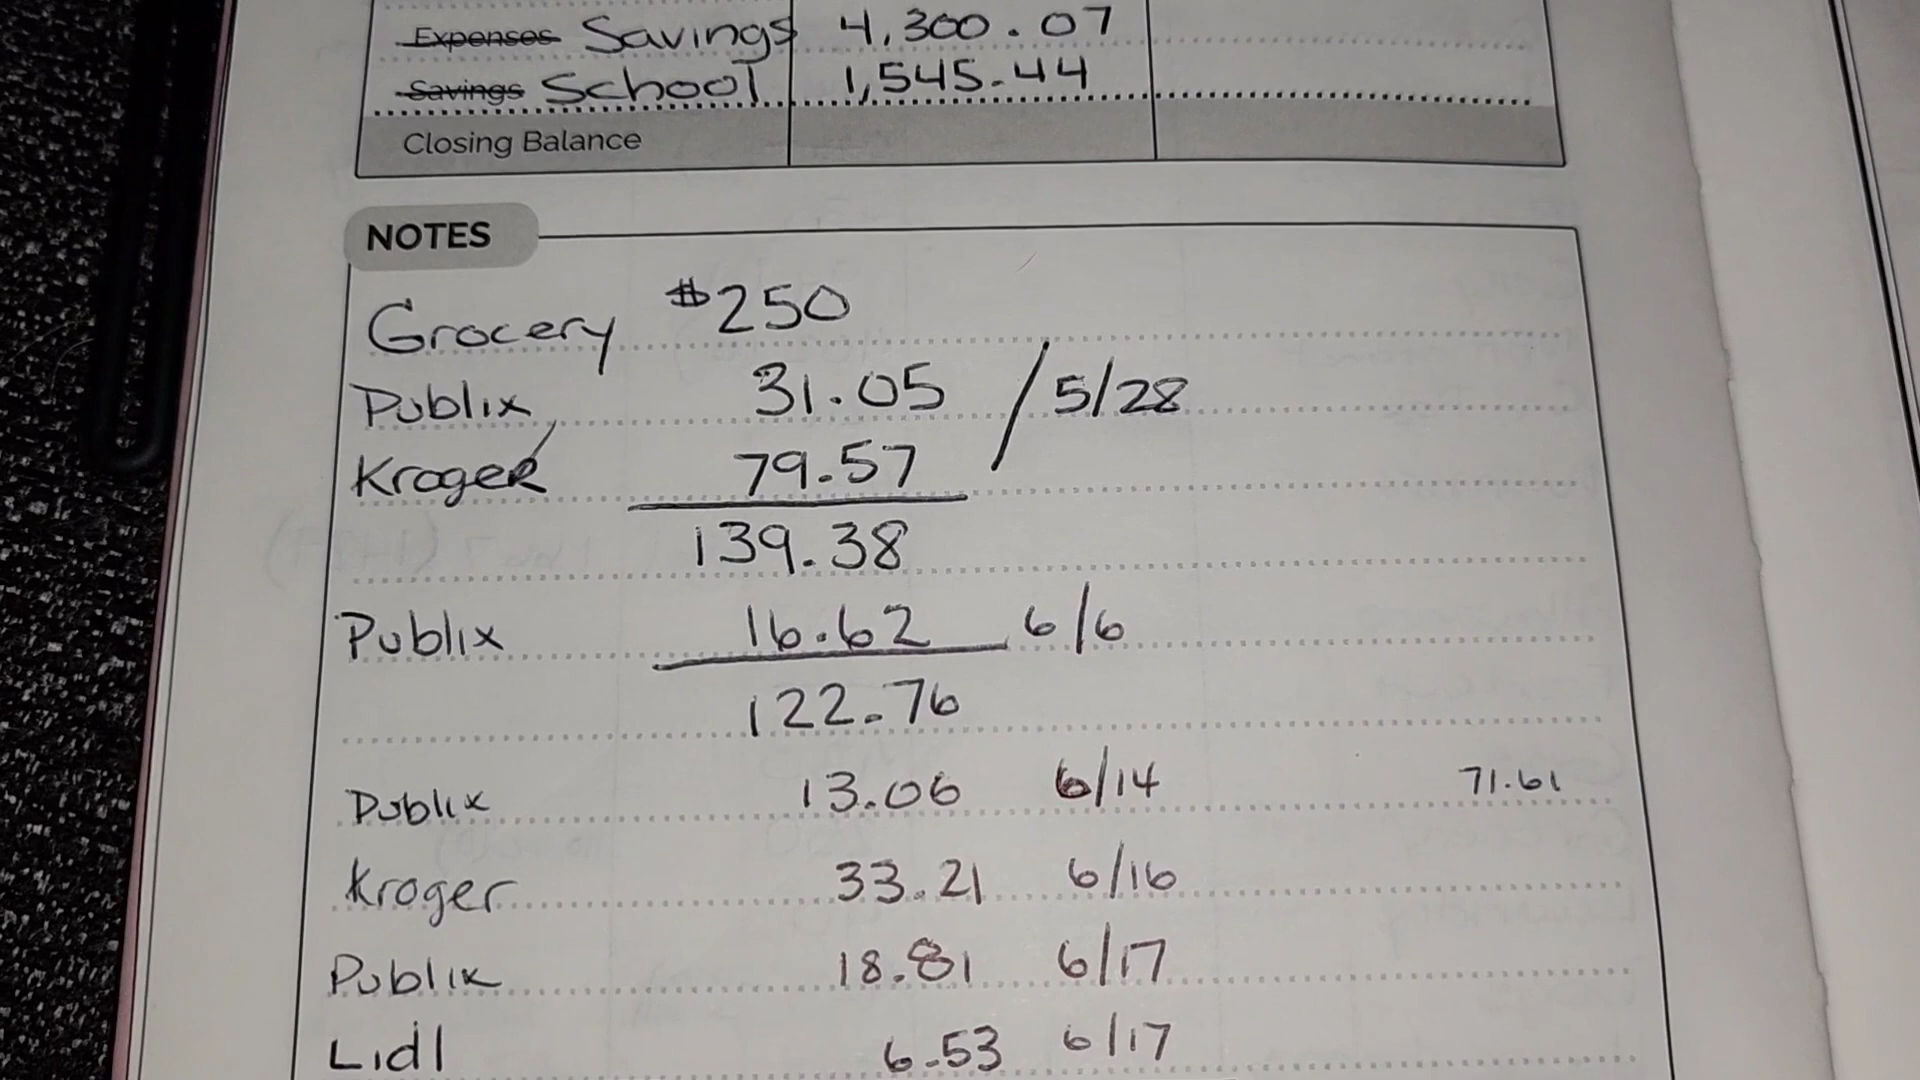 Expenses Savings 4,300.07
Savings School 1,545.44
Closing Balance
NOTES
Grocery $250
Publix 31.05 / 5/28
Kroger 79.57
139.38
Publix 16.62 6/6
122.76
Publix 13.06 6/14 71.61
Kroger 33.21 6/16
Publix 18.81 6/17
Lidl 6.53 6/17